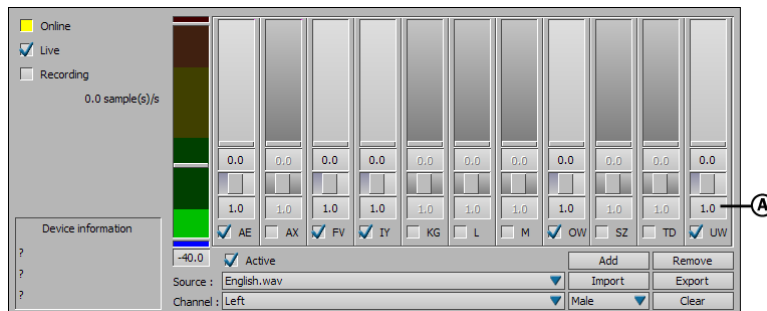 Online
Live
Recording
0.0 sample(s)/s
0.0 0.0 0.0 0.0 0.0 0.0 0.0 0.0 0.0 0.0 0.0
1.0 1.0 1.0 1.0 1.0 1.0 1.0 1.0 1.0 1.0 1.0
A
AE AX FV IY KG L M OW SZ TD UW
Device information
?
?
?
-40.0 Active Add Remove
Source : English.wav Import Export
Channel : Left Male Clear